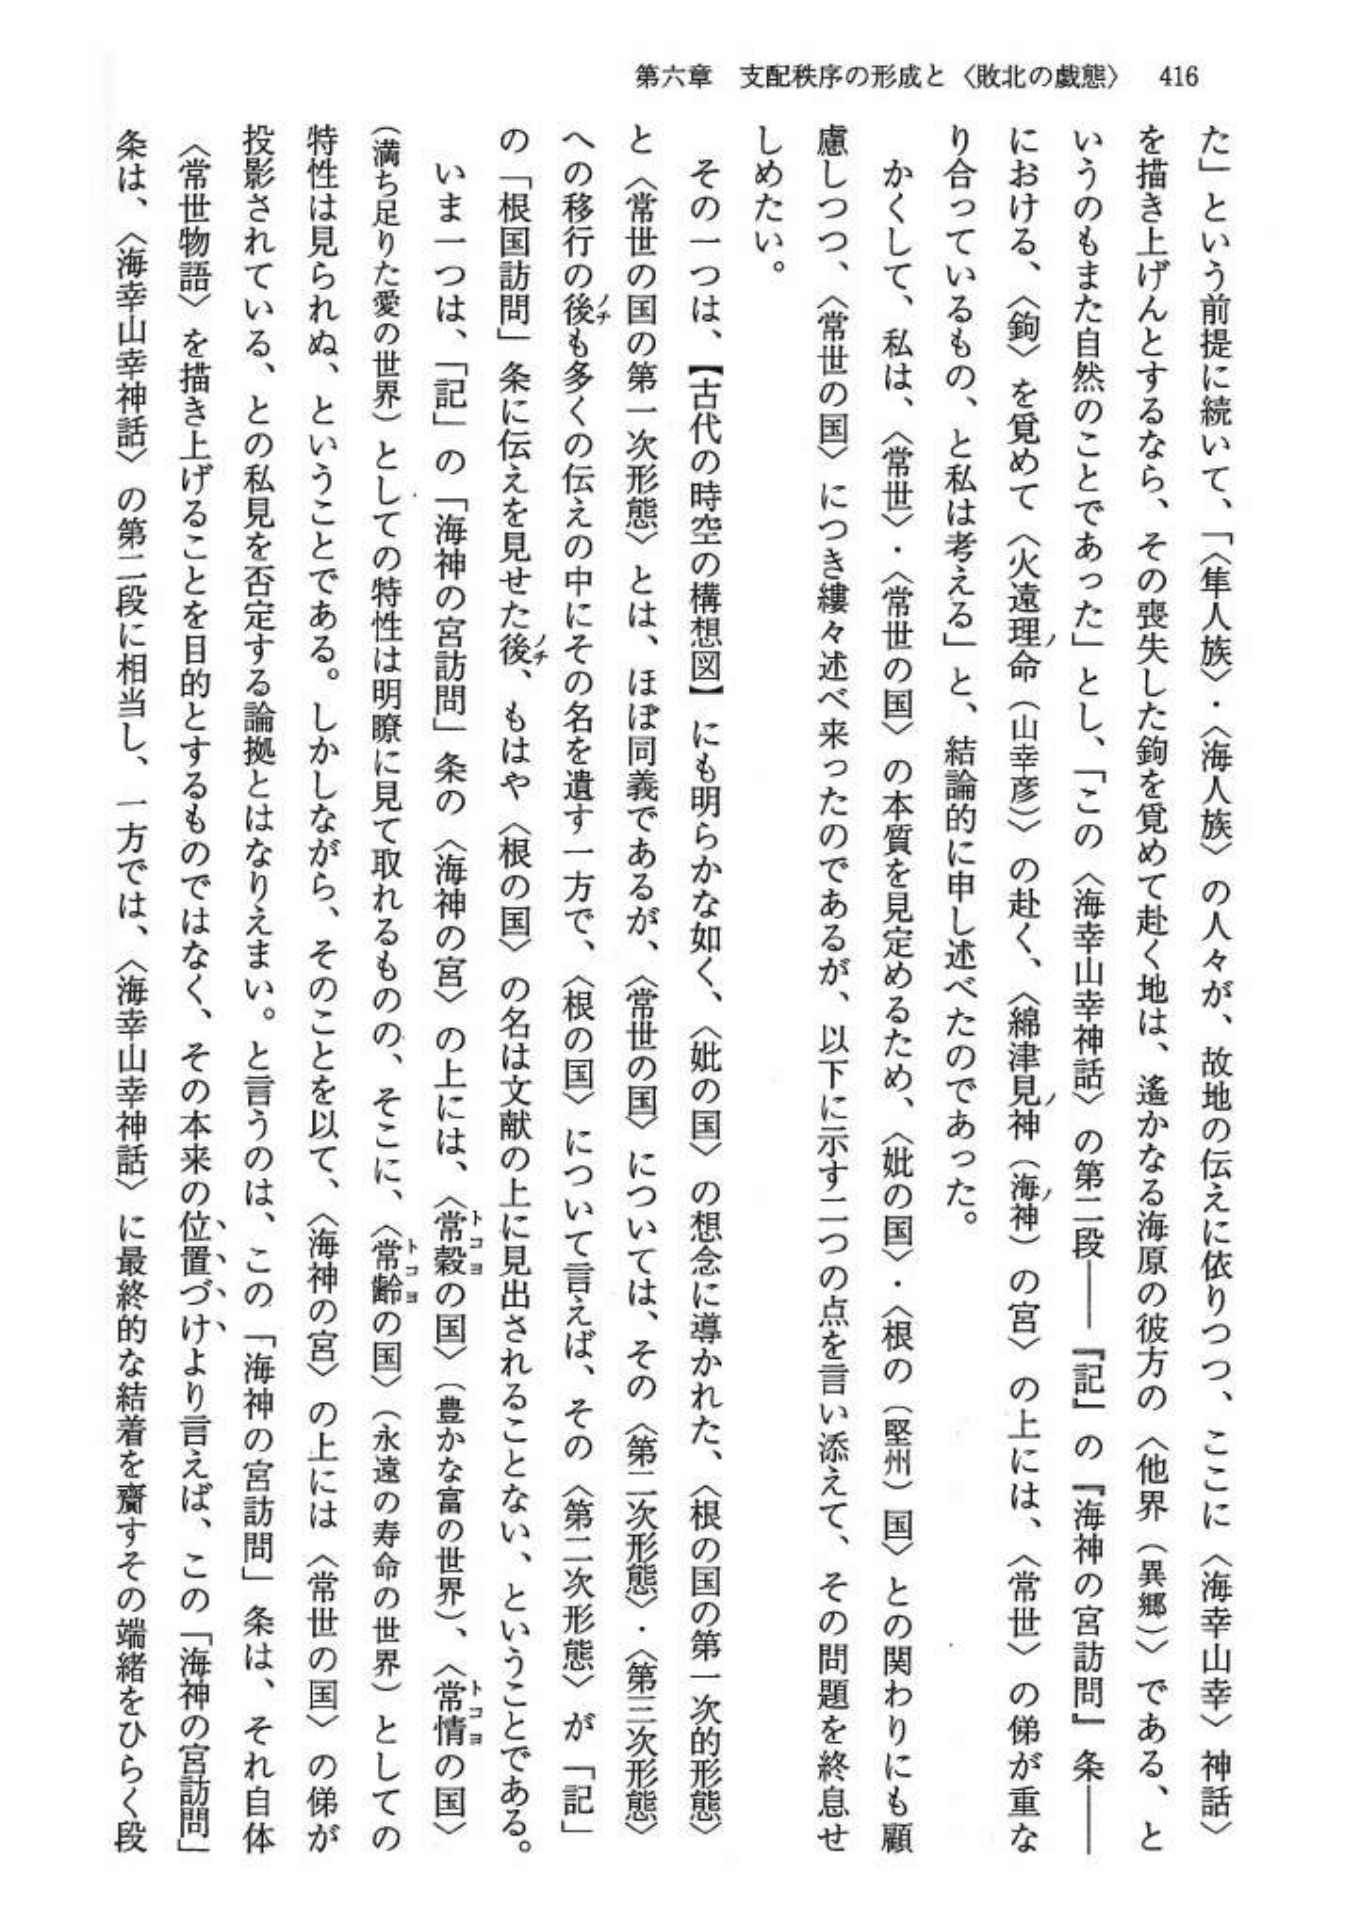 第六章　支配秩序の形成と〈敗北の戯態〉　416
た」という前提に続いて、「〈隼人族〉・〈海人族〉の人々が、故地の伝えに依りつつ、ここに〈海幸山幸〉神話〉
を描き上げんとするなら、その喪失した鉤を覓めて赴く地は、遙かなる海原の彼方の〈他界（異郷）〉である、と
いうのもまた自然のことであった」とし、「この〈海幸山幸神話〉の第二段――『記』の『海神の宮訪問』条――
における、〈鉤〉を覓めて〈火遠理命（山幸彦）〉の赴く、〈綿津見神（海神）の宮〉の上には、〈常世〉の俤が重な
り合っているもの、と私は考える」と、結論的に申し述べたのであった。
　かくして、私は、〈常世〉・〈常世の国〉の本質を見定めるため、〈妣の国〉・〈根の（堅州）国〉との関わりにも顧
慮しつつ、〈常世の国〉につき縷々述べ来ったのであるが、以下に示す二つの点を言い添えて、その問題を終息せ
しめたい。
　その一つは、【古代の時空の構想図】にも明らかな如く、〈妣の国〉の想念に導かれた、〈根の国の第一次的形態〉
と〈常世の国の第一次形態〉とは、ほぼ同義であるが、〈常世の国〉については、その〈第二次形態〉・〈第三次形態〉
への移行の後も多くの伝えの中にその名を遺す一方で、〈根の国〉について言えば、その〈第二次形態〉が「記」
の「根国訪問」条に伝えを見せた後、もはや〈根の国〉の名は文献の上に見出されることない、ということである。
　いま一つは、「記」の「海神の宮訪問」条の〈海神の宮〉の上には、〈常穀の国〉（豊かな富の世界）、〈常情の国〉
（満ち足りた愛の世界）としての特性は明瞭に見て取れるものの、そこに、〈常齢の国〉（永遠の寿命の世界）としての
特性は見られぬ、ということである。しかしながら、そのことを以て、〈海神の宮〉の上には〈常世の国〉の俤が
投影されている、との私見を否定する論拠とはなりえまい。と言うのは、この「海神の宮訪問」条は、それ自体
〈常世物語〉を描き上げることを目的とするものではなく、その本来の位置づけより言えば、この「海神の宮訪問」
条は、〈海幸山幸神話〉の第二段に相当し、一方では、〈海幸山幸神話〉に最終的な結着を齎すその端緒をひらく段